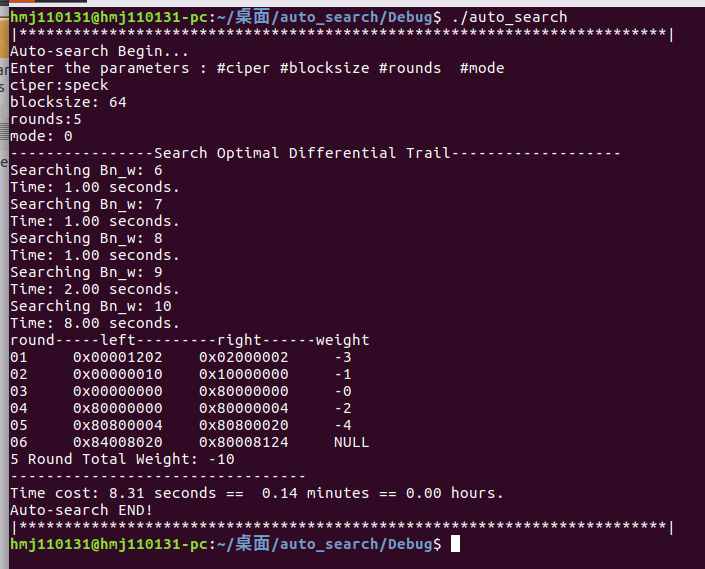 hmj110131@hmj110131-pc:~/桌面/auto_search/Debug$ ./auto_search
|*************************************************************************|
Auto-search Begin...
Enter the parameters : #ciper #blocksize #rounds  #mode
ciper:speck
blocksize: 64
rounds:5
mode: 0
----------------Search Optimal Differential Trail-------------------
Searching Bn_w: 6
Time: 1.00 seconds.
Searching Bn_w: 7
Time: 1.00 seconds.
Searching Bn_w: 8
Time: 1.00 seconds.
Searching Bn_w: 9
Time: 2.00 seconds.
Searching Bn_w: 10
Time: 8.00 seconds.
round-----left---------right------weight
01     0x00001202    0x02000002     -3
02     0x00000010    0x10000000     -1
03     0x00000000    0x80000000     -0
04     0x80000000    0x80000004     -2
05     0x80800004    0x80800020     -4
06     0x84008020    0x80008124     NULL
5 Round Total Weight: -10
---------------------------------
Time cost: 8.31 seconds ==  0.14 minutes == 0.00 hours.
Auto-search END!
|*************************************************************************|
hmj110131@hmj110131-pc:~/桌面/auto_search/Debug$